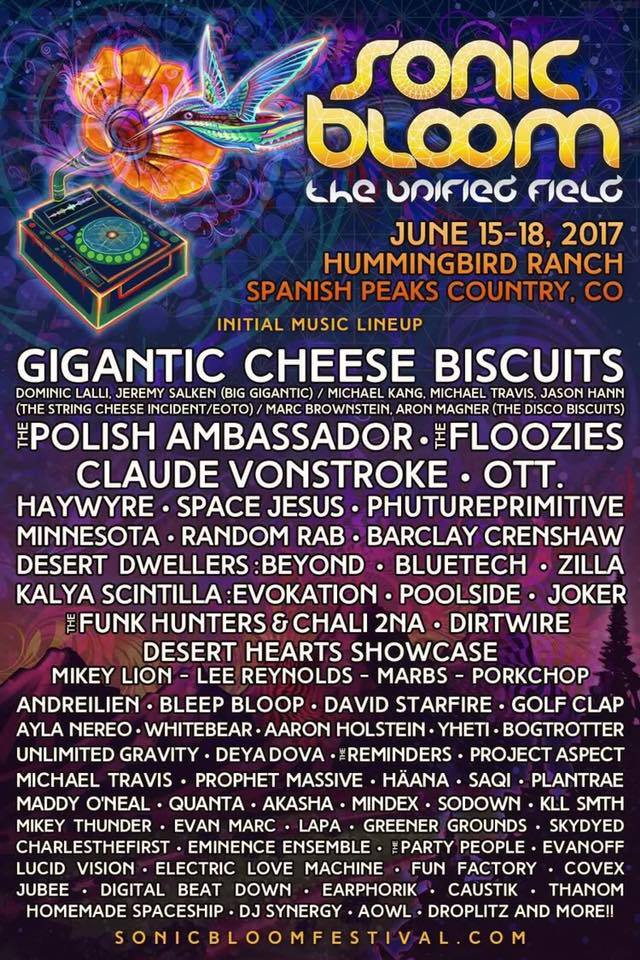 SONIC
BLOOM
the unified field
JUNE 15-18, 2017
HUMMINGBIRD RANCH
SPANISH PEAKS COUNTRY, CO
INITIAL MUSIC LINEUP
GIGANTIC CHEESE BISCUITS
DOMINIC LALLI, JEREMY SALKEN (BIG GIGANTIC) / MICHAEL KANG, MICHAEL TRAVIS, JASON HANN
(THE STRING CHEESE INCIDENT/EOTO) / MARC BROWNSTEIN, ARON MAGNER (THE DISCO BISCUITS)
THE POLISH AMBASSADOR • THE FLOOZIES
CLAUDE VONSTROKE • OTT.
HAYWYRE • SPACE JESUS • PHUTUREPRIMITIVE
MINNESOTA • RANDOM RAB • BARCLAY CRENSHAW
DESERT DWELLERS:BEYOND • BLUETECH • ZILLA
KALYA SCINTILLA:EVOKATION • POOLSIDE • JOKER
THE FUNK HUNTERS & CHALI 2NA • DIRTWIRE
DESERT HEARTS SHOWCASE
MIKEY LION - LEE REYNOLDS - MARBS - PORKCHOP
ANDREILIEN • BLEEP BLOOP • DAVID STARFIRE • GOLF CLAP
AYLA NEREO • WHITEBEAR • AARON HOLSTEIN • YHETI • BOGTROTTER
UNLIMITED GRAVITY • DEYA DOVA • THE REMINDERS • PROJECT ASPECT
MICHAEL TRAVIS • PROPHET MASSIVE • HÄANA • SAQI • PLANTRAE
MADDY O'NEAL • QUANTA • AKASHA • MINDEX • SODOWN • KLL SMTH
MIKEY THUNDER • EVAN MARC • LAPA • GREENER GROUNDS • SKYDYED
CHARLESTHEFIRST • EMINENCE ENSEMBLE • THE PARTY PEOPLE • EVANOFF
LUCID VISION • ELECTRIC LOVE MACHINE • FUN FACTORY • COVEX
JUBEE • DIGITAL BEAT DOWN • EARPHORIK • CAUSTIK • THANOM
HOMEMADE SPACESHIP • DJ SYNERGY • AOWL • DROPLITZ AND MORE!!
SONICBLOOMFESTIVAL.COM